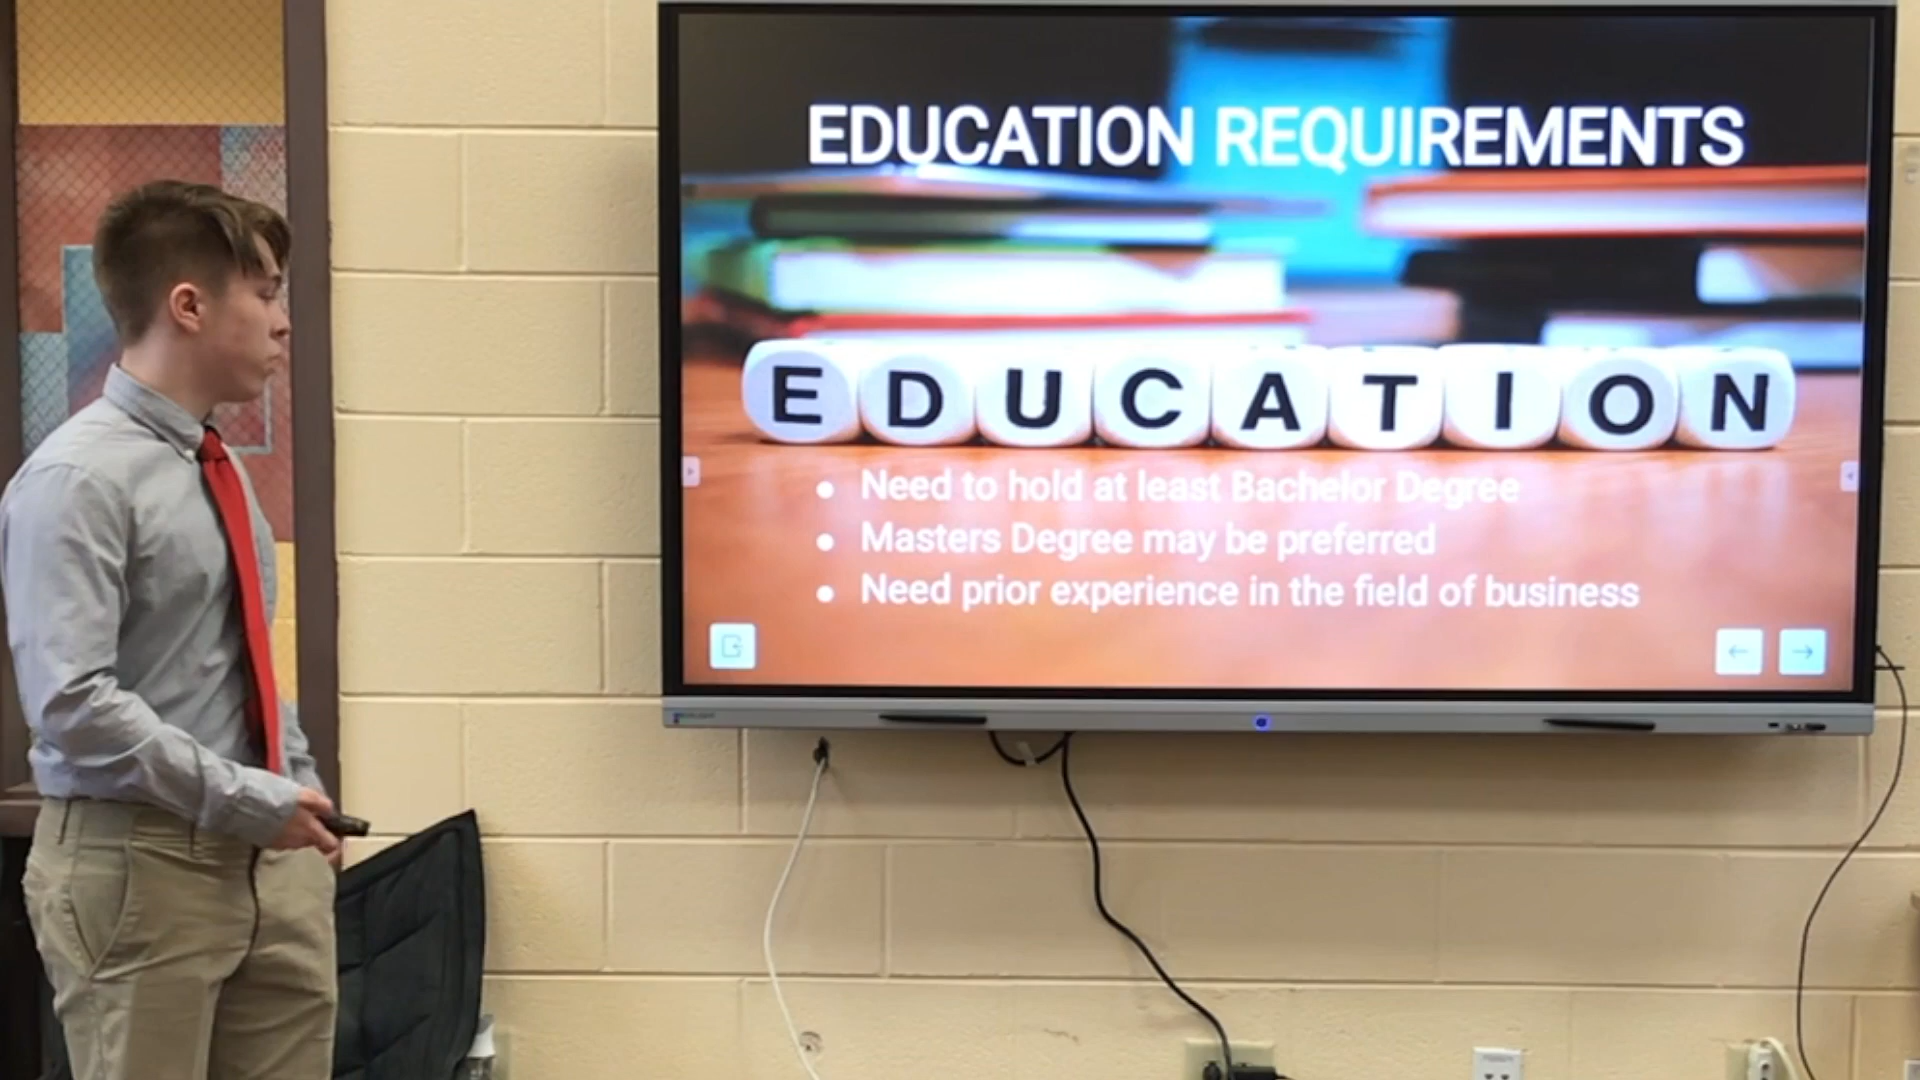 EDUCATION REQUIREMENTS
EDUCATION
Need to hold at least Bachelor Degree
Masters Degree may be preferred
Need prior experience in the field of business